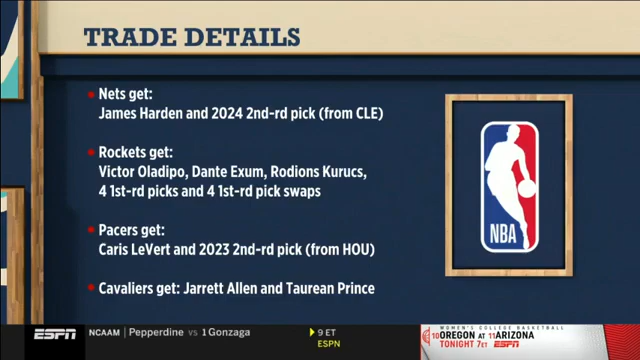 TRADE DETAILS
Nets get:
James Harden and 2024 2nd-rd pick (from CLE)
Rockets get:
Victor Oladipo, Dante Exum, Rodions Kurucs,
4 1st-rd picks and 4 1st-rd pick swaps
Pacers get:
Caris LeVert and 2023 2nd-rd pick (from HOU)
Cavaliers get: Jarrett Allen and Taurean Prince
NBA
ESPN NCAAM | Pepperdine vs 1 Gonzaga 9 ET
ESPN
WOMEN'S COLLEGE BASKETBALL
10 OREGON AT 11 ARIZONA
TONIGHT 7ET ESPN